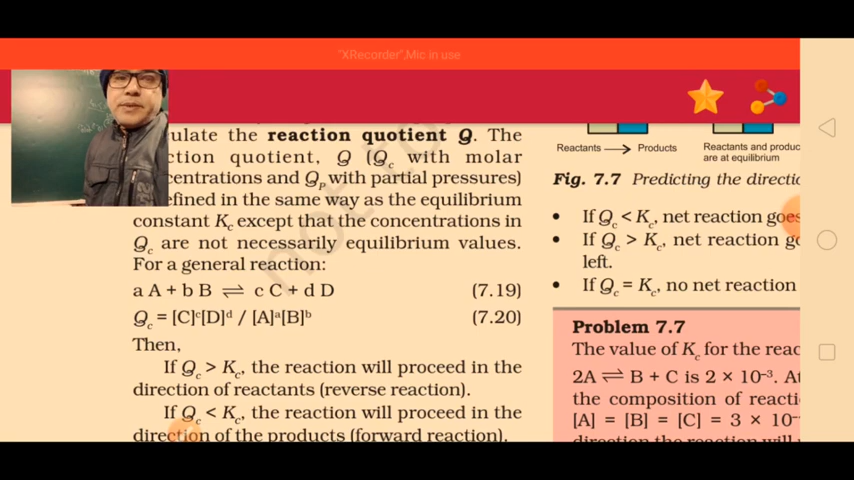 "XRecorder",Mic in use
culate the reaction quotient Q. The
ction quotient, Q (Qc with molar
centrations and Qp with partial pressures)
efined in the same way as the equilibrium
constant Kc except that the concentrations in
Qc are not necessarily equilibrium values.
For a general reaction:
a A + b B ⇌ c C + d D (7.19)
Qc = [C]ᶜ[D]ᵈ / [A]ᵃ[B]ᵇ (7.20)
Then,
If Qc > Kc, the reaction will proceed in the
direction of reactants (reverse reaction).
If Qc < Kc, the reaction will proceed in the
direction of the products (forward reaction).
Reactants ⟶ Products
Reactants and produc
are at equilibrium
Fig. 7.7 Predicting the directio
• If Qc < Kc, net reaction goes
• If Qc > Kc, net reaction go
left.
• If Qc = Kc, no net reaction
Problem 7.7
The value of Kc for the reac
2A ⇌ B + C is 2 × 10⁻³. At
the composition of reacti
[A] = [B] = [C] = 3 × 10⁻
direction the reaction will
not to